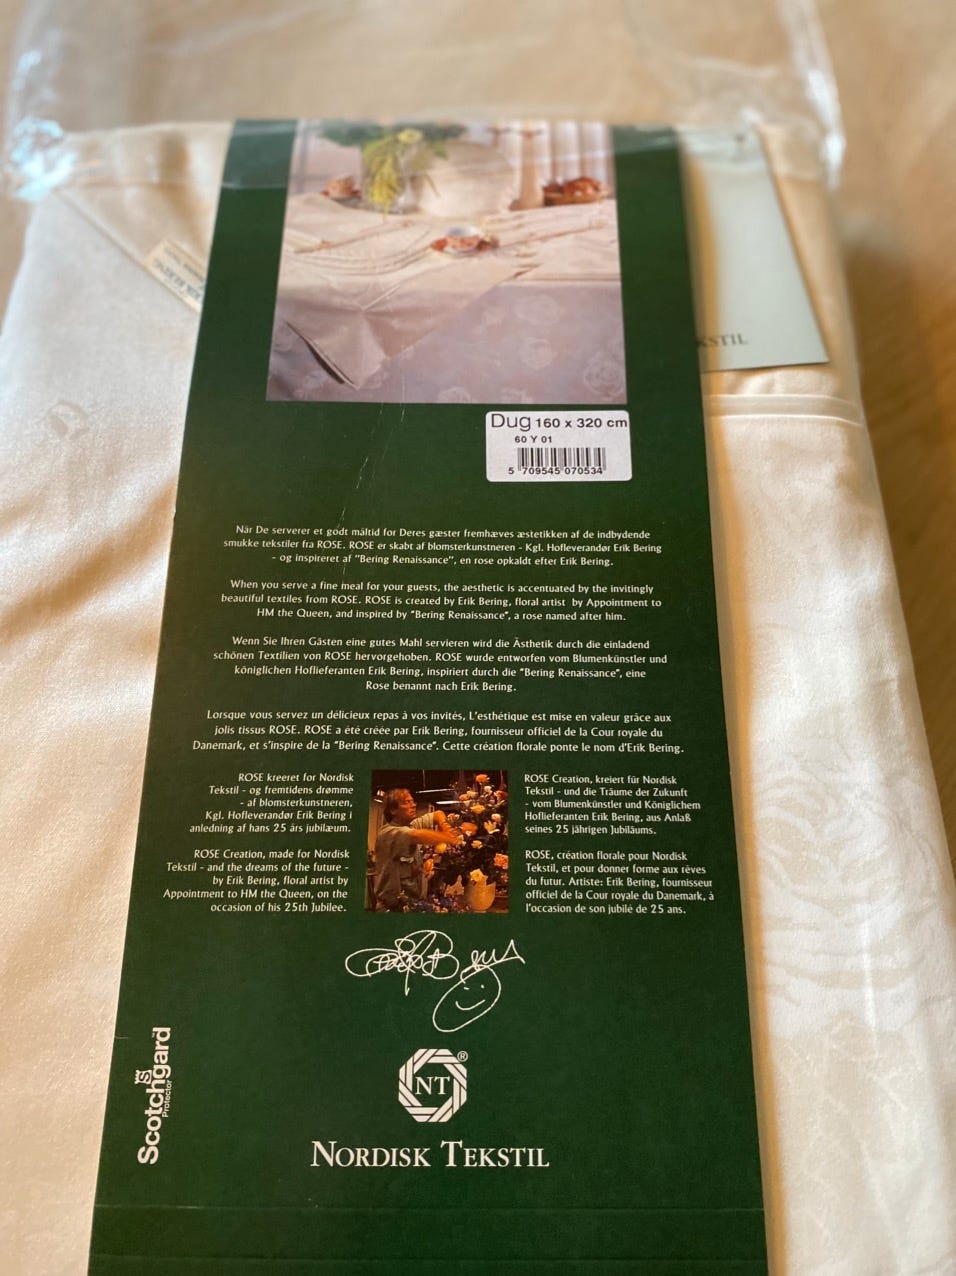 KSTIL
Dug 160 x 320 cm
60 Y 01
5 709545 070534
Når De serverer et godt måltid for Deres gæster fremhæves æstetikken af de indbydende
smukke tekstiler fra ROSE. ROSE er skabt af blomsterkunstneren - Kgl. Hofleverandør Erik Bering
- og inspireret af "Bering Renaissance", en rose opkaldt efter Erik Bering.
When you serve a fine meal for your guests, the aesthetic is accentuated by the invitingly
beautiful textiles from ROSE. ROSE is created by Erik Bering, floral artist by Appointment to
HM the Queen, and inspired by "Bering Renaissance", a rose named after him.
Wenn Sie Ihren Gästen eine gutes Mahl servieren wird die Ästhetik durch die einladend
schönen Textilien von ROSE hervorgehoben. ROSE wurde entworfen vom Blumenkünstler und
königlichen Hoflieferanten Erik Bering, inspiriert durch die "Bering Renaissance", eine
Rose benannt nach Erik Bering.
Lorsque vous servez un délicieux repas à vos invités, L'esthétique est mise en valeur grâce aux
jolis tissus ROSE. ROSE a été créée par Erik Bering, fournisseur officiel de la Cour royale du
Danemark, et s'inspire de la "Bering Renaissance". Cette création florale ponte le nom d'Erik Bering.
ROSE kreeret for Nordisk
Tekstil - og fremtidens drømme
- af blomsterkunstneren,
Kgl. Hofleverandør Erik Bering i
anledning af hans 25 års jubilæum.
ROSE Creation, made for Nordisk
Tekstil - and the dreams of the future -
by Erik Bering, floral artist by
Appointment to HM the Queen, on the
occasion of his 25th Jubilee.
ROSE Creation, kreiert für Nordisk
Tekstil - und die Träume der Zukunft
- vom Blumenkünstler und Königlichem
Hoflieferanten Erik Bering, aus Anlaß
seines 25 jährigen Jubiläums.
ROSE, création florale pour Nordisk
Tekstil, et pour donner forme aux rêves
du futur. Artiste: Erik Bering, fournisseur
officiel de la Cour royale du Danemark, à
l'occasion de son jubilé de 25 ans.
Scotchgard
Protector
NT®
NORDISK TEKSTIL